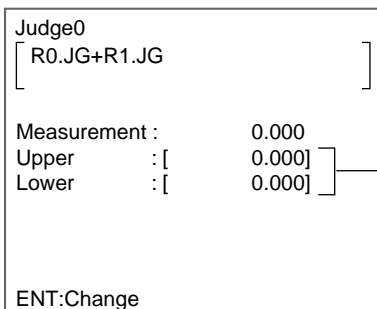 Judge0
R0.JG+R1.JG
Measurement : 0.000
Upper : [ 0.000]
Lower : [ 0.000]
ENT:Change